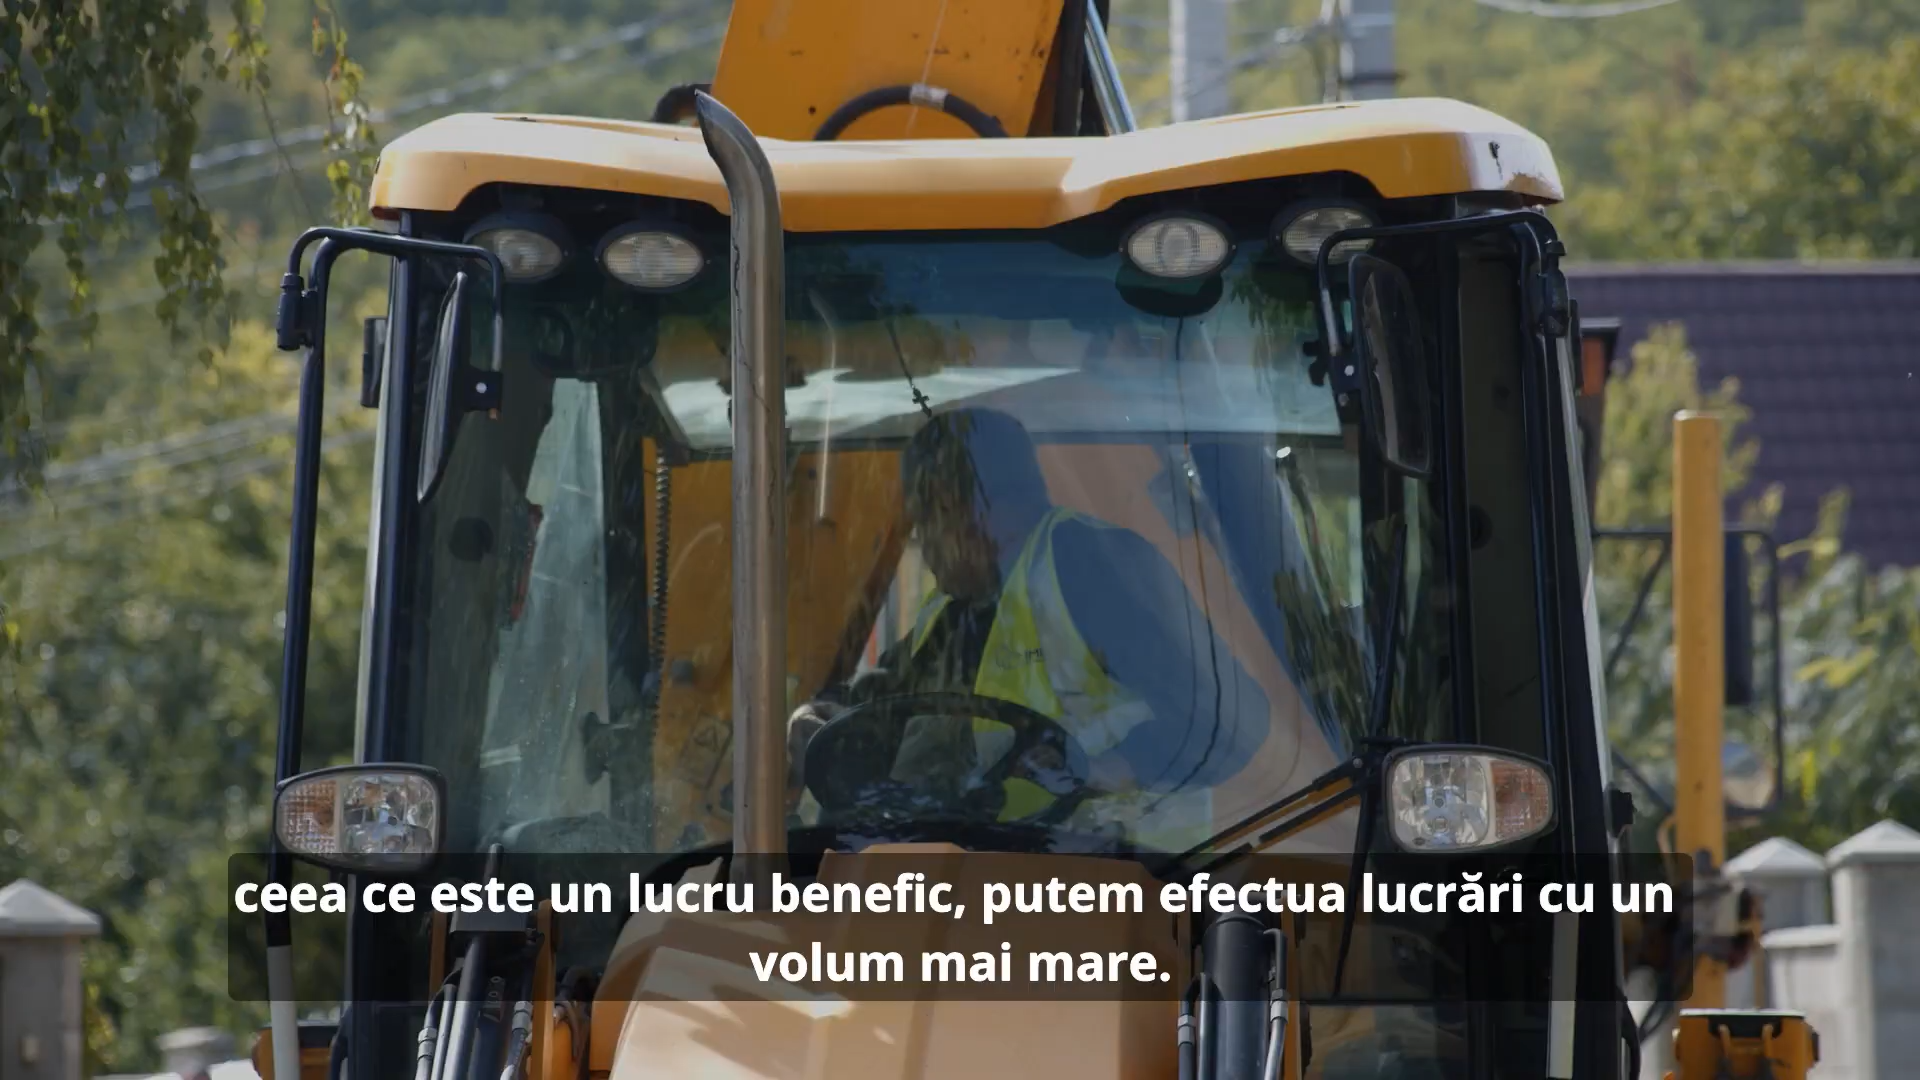 ceea ce este un lucru benefic, putem efectua lucrări cu un
volum mai mare.